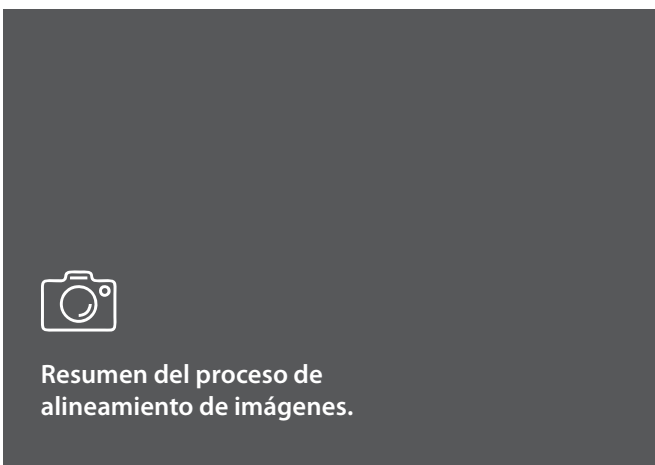 Resumen del proceso de
alineamiento de imágenes.